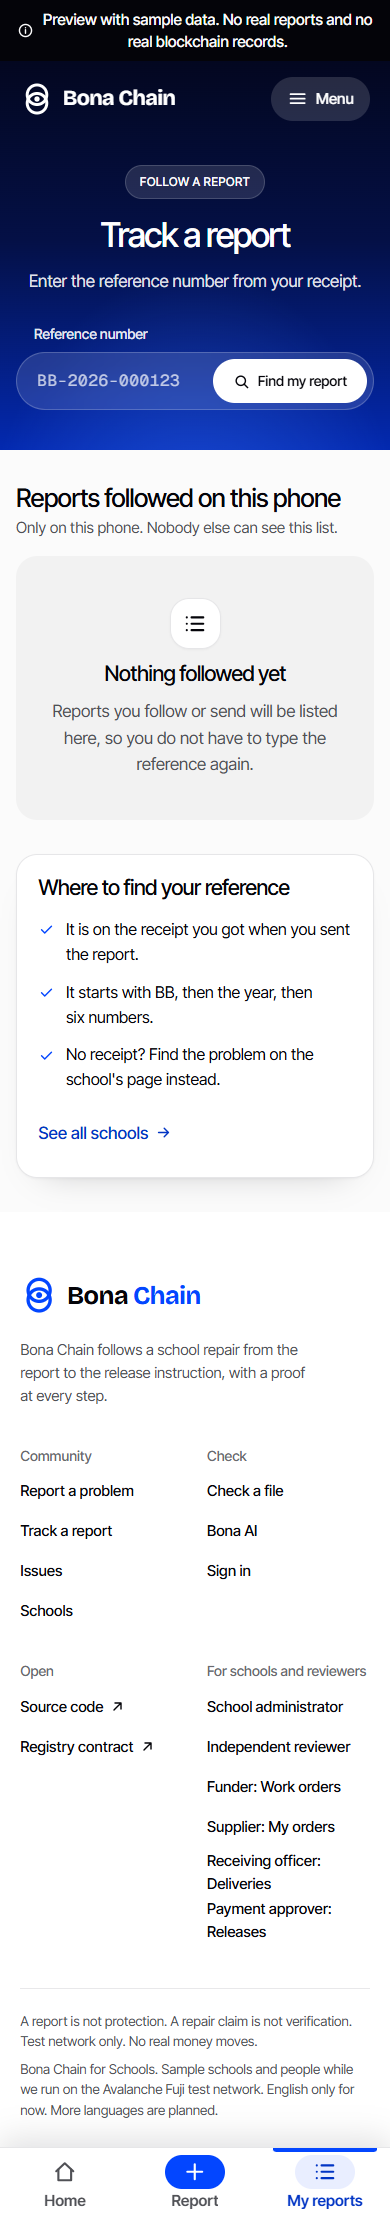 Preview with sample data. No real reports and no
real blockchain records.
Bona Chain
Menu
FOLLOW A REPORT
Track a report
Enter the reference number from your receipt.
Reference number
BB-2026-000123
Find my report
Reports followed on this phone
Only on this phone. Nobody else can see this list.
Nothing followed yet
Reports you follow or send will be listed
here, so you do not have to type the
reference again.
Where to find your reference
It is on the receipt you got when you sent
the report.
It starts with BB, then the year, then
six numbers.
No receipt? Find the problem on the
school's page instead.
See all schools
Bona Chain
Bona Chain follows a school repair from the
report to the release instruction, with a proof
at every step.
Community
Report a problem
Track a report
Issues
Schools
Check
Check a file
Bona AI
Sign in
Open
Source code
Registry contract
For schools and reviewers
School administrator
Independent reviewer
Funder: Work orders
Supplier: My orders
Receiving officer:
Deliveries
Payment approver:
Releases
A report is not protection. A repair claim is not verification.
Test network only. No real money moves.
Bona Chain for Schools. Sample schools and people while
we run on the Avalanche Fuji test network. English only for
now. More languages are planned.
Home
Report
My reports